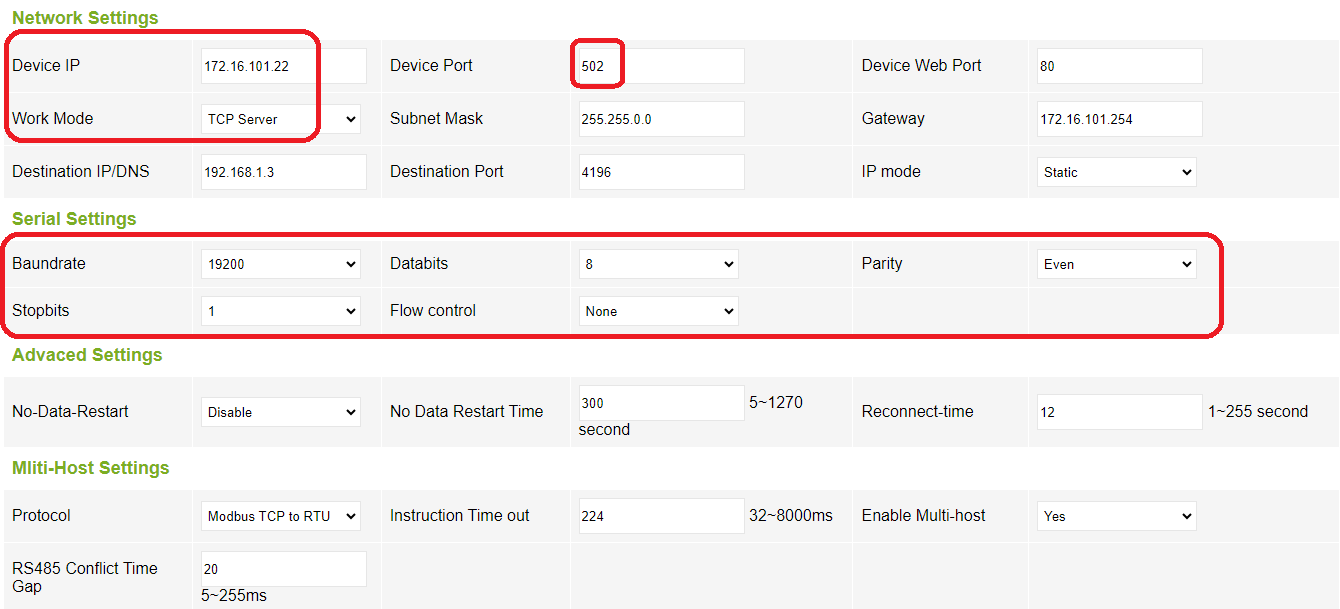 Network Settings
Device IP 172.16.101.22 Device Port 502 Device Web Port 80
Work Mode TCP Server Subnet Mask 255.255.0.0 Gateway 172.16.101.254
Destination IP/DNS 192.168.1.3 Destination Port 4196 IP mode Static
Serial Settings
Baundrate 19200 Databits 8 Parity Even
Stopbits 1 Flow control None
Advaced Settings
No-Data-Restart Disable No Data Restart Time 300 5~1270 second Reconnect-time 12 1~255 second
Mliti-Host Settings
Protocol Modbus TCP to RTU Instruction Time out 224 32~8000ms Enable Multi-host Yes
RS485 Conflict Time Gap 20 5~255ms